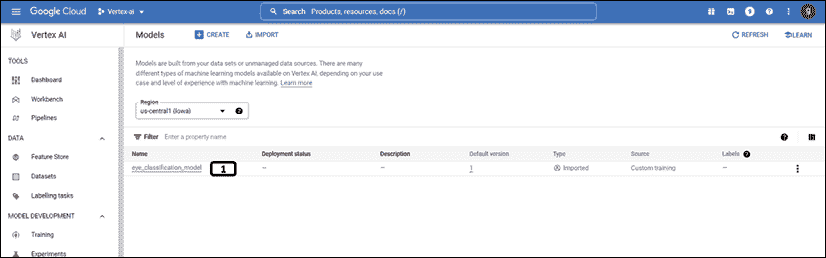 Google Cloud
Vertex-ai
Search Products, resources, docs (/)
Vertex AI
Models
CREATE
IMPORT
REFRESH
LEARN
TOOLS
Dashboard
Workbench
Pipelines
DATA
Feature Store
Datasets
Labelling tasks
MODEL DEVELOPMENT
Training
Experiments
Models are built from your data sets or unmanaged data sources. There are many
different types of machine learning models available on Vertex AI, depending on your use
case and level of experience with machine learning. Learn more
Region
us-central1 (Iowa)
Filter Enter a property name
Name Deployment status Description Default version Type Source Labels
eye_classification_model 1 – – 1 Imported Custom training –